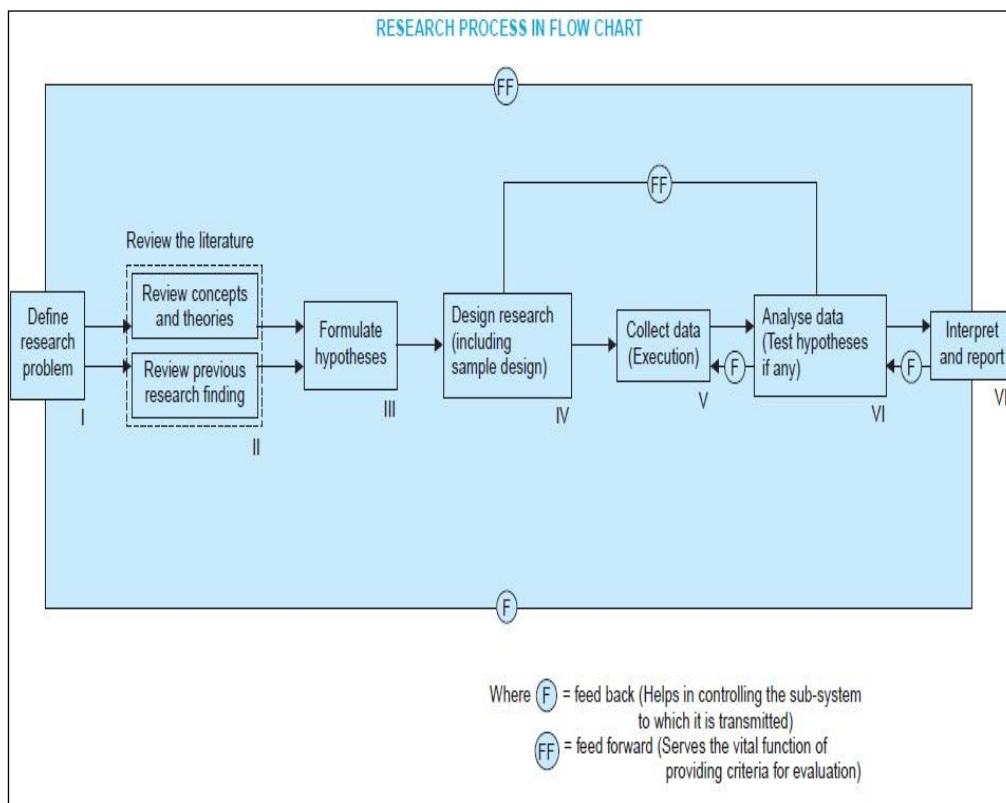 RESEARCH PROCESS IN FLOW CHART
FF
FF
Review the literature
Define
research
problem
I
Review concepts
and theories
Review previous
research finding
II
Formulate
hypotheses
III
Design research
(including
sample design)
IV
Collect data
(Execution)
V
F
Analyse data
(Test hypotheses
if any)
VI
F
Interpret
and report
VI
F
Where F = feed back (Helps in controlling the sub-system
to which it is transmitted)
FF = feed forward (Serves the vital function of
providing criteria for evaluation)